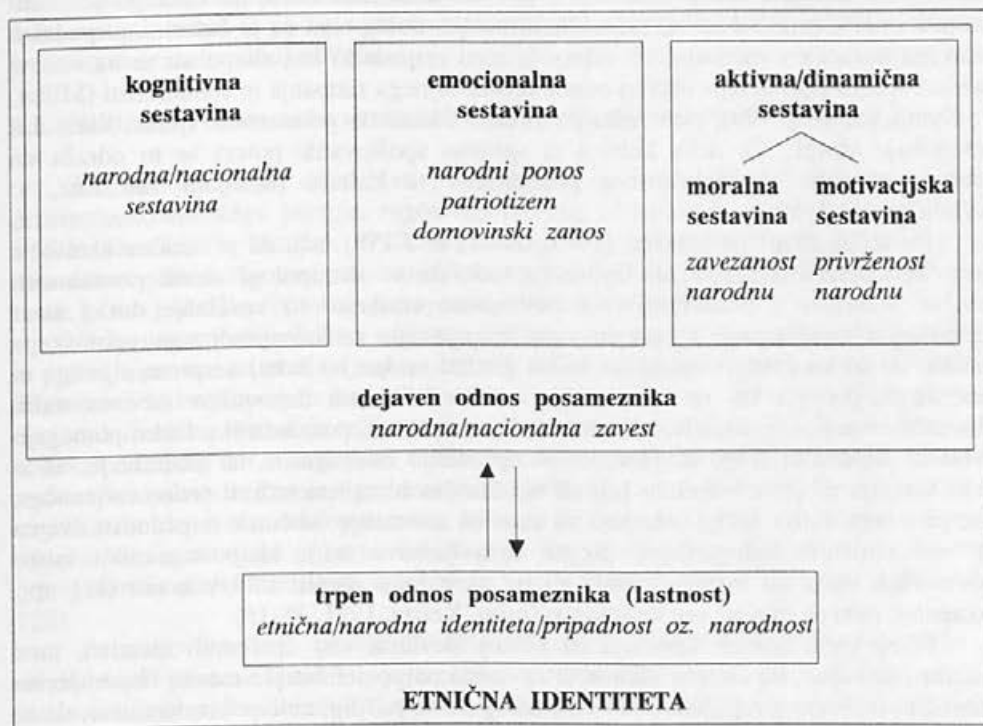 kognitivna
sestavina
narodna/nacionalna
sestavina
emocionalna
sestavina
narodni ponos
patriotizem
domovinski zanos
aktivna/dinamična
sestavina
moralna
sestavina
zavezanost
narodnu
motivacijska
sestavina
privrženost
narodnu
dejaven odnos posameznika
narodna/nacionalna zavest
trpen odnos posameznika (lastnost)
etnična/narodna identiteta/pripadnost oz. narodnost
ETNIČNA IDENTITETA